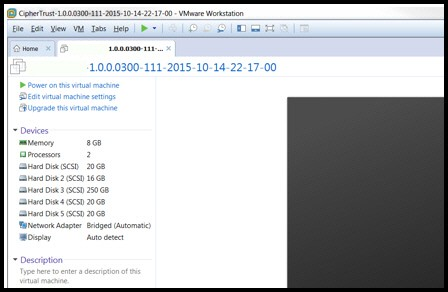 CipherTrust-1.0.0.0300-111-2015-10-14-22-17-00 - VMware Workstation
File Edit View VM Tabs Help
Home 1.0.0.0300-111-...
-1.0.0.0300-111-2015-10-14-22-17-00
Power on this virtual machine
Edit virtual machine settings
Upgrade this virtual machine
Devices
Memory 8 GB
Processors 2
Hard Disk (SCSI) 20 GB
Hard Disk 2 (SCSI) 16 GB
Hard Disk 3 (SCSI) 250 GB
Hard Disk 4 (SCSI) 20 GB
Hard Disk 5 (SCSI) 20 GB
Network Adapter Bridged (Automatic)
Display Auto detect
Description
Type here to enter a description of this
virtual machine.